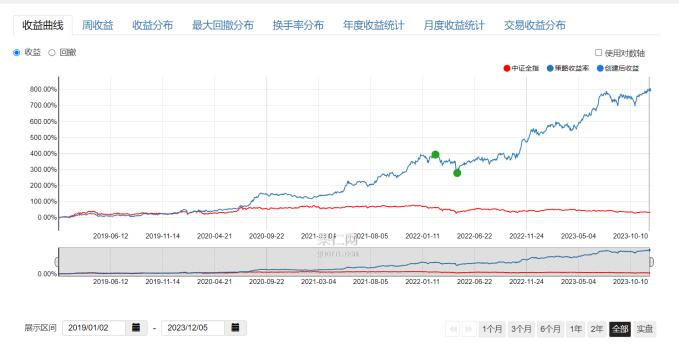 收益曲线 周收益 收益分布 最大回撤分布 换手率分布 年度收益统计 月度收益统计 交易收益分布
收益 回撤 使用对数轴
中证全指 策略收益率 创建后收益
800.00%
700.00%
600.00%
500.00%
400.00%
300.00%
200.00%
100.00%
0.00%
2019-06-12 2019-11-14 2020-04-21 2020-09-22 2021-03-04 2021-08-05 2022-01-11 2022-06-22 2022-11-24 2023-05-04 2023-10-10
果仁网
guorn.com
0.00%
2019-06-12 2019-11-14 2020-04-21 2020-09-22 2021-03-04 2021-08-05 2022-01-11 2022-06-22 2022-11-24 2023-05-04 2023-10-10
展示区间 2019/01/02 - 2023/12/05 1个月 3个月 6个月 1年 2年 全部 实盘